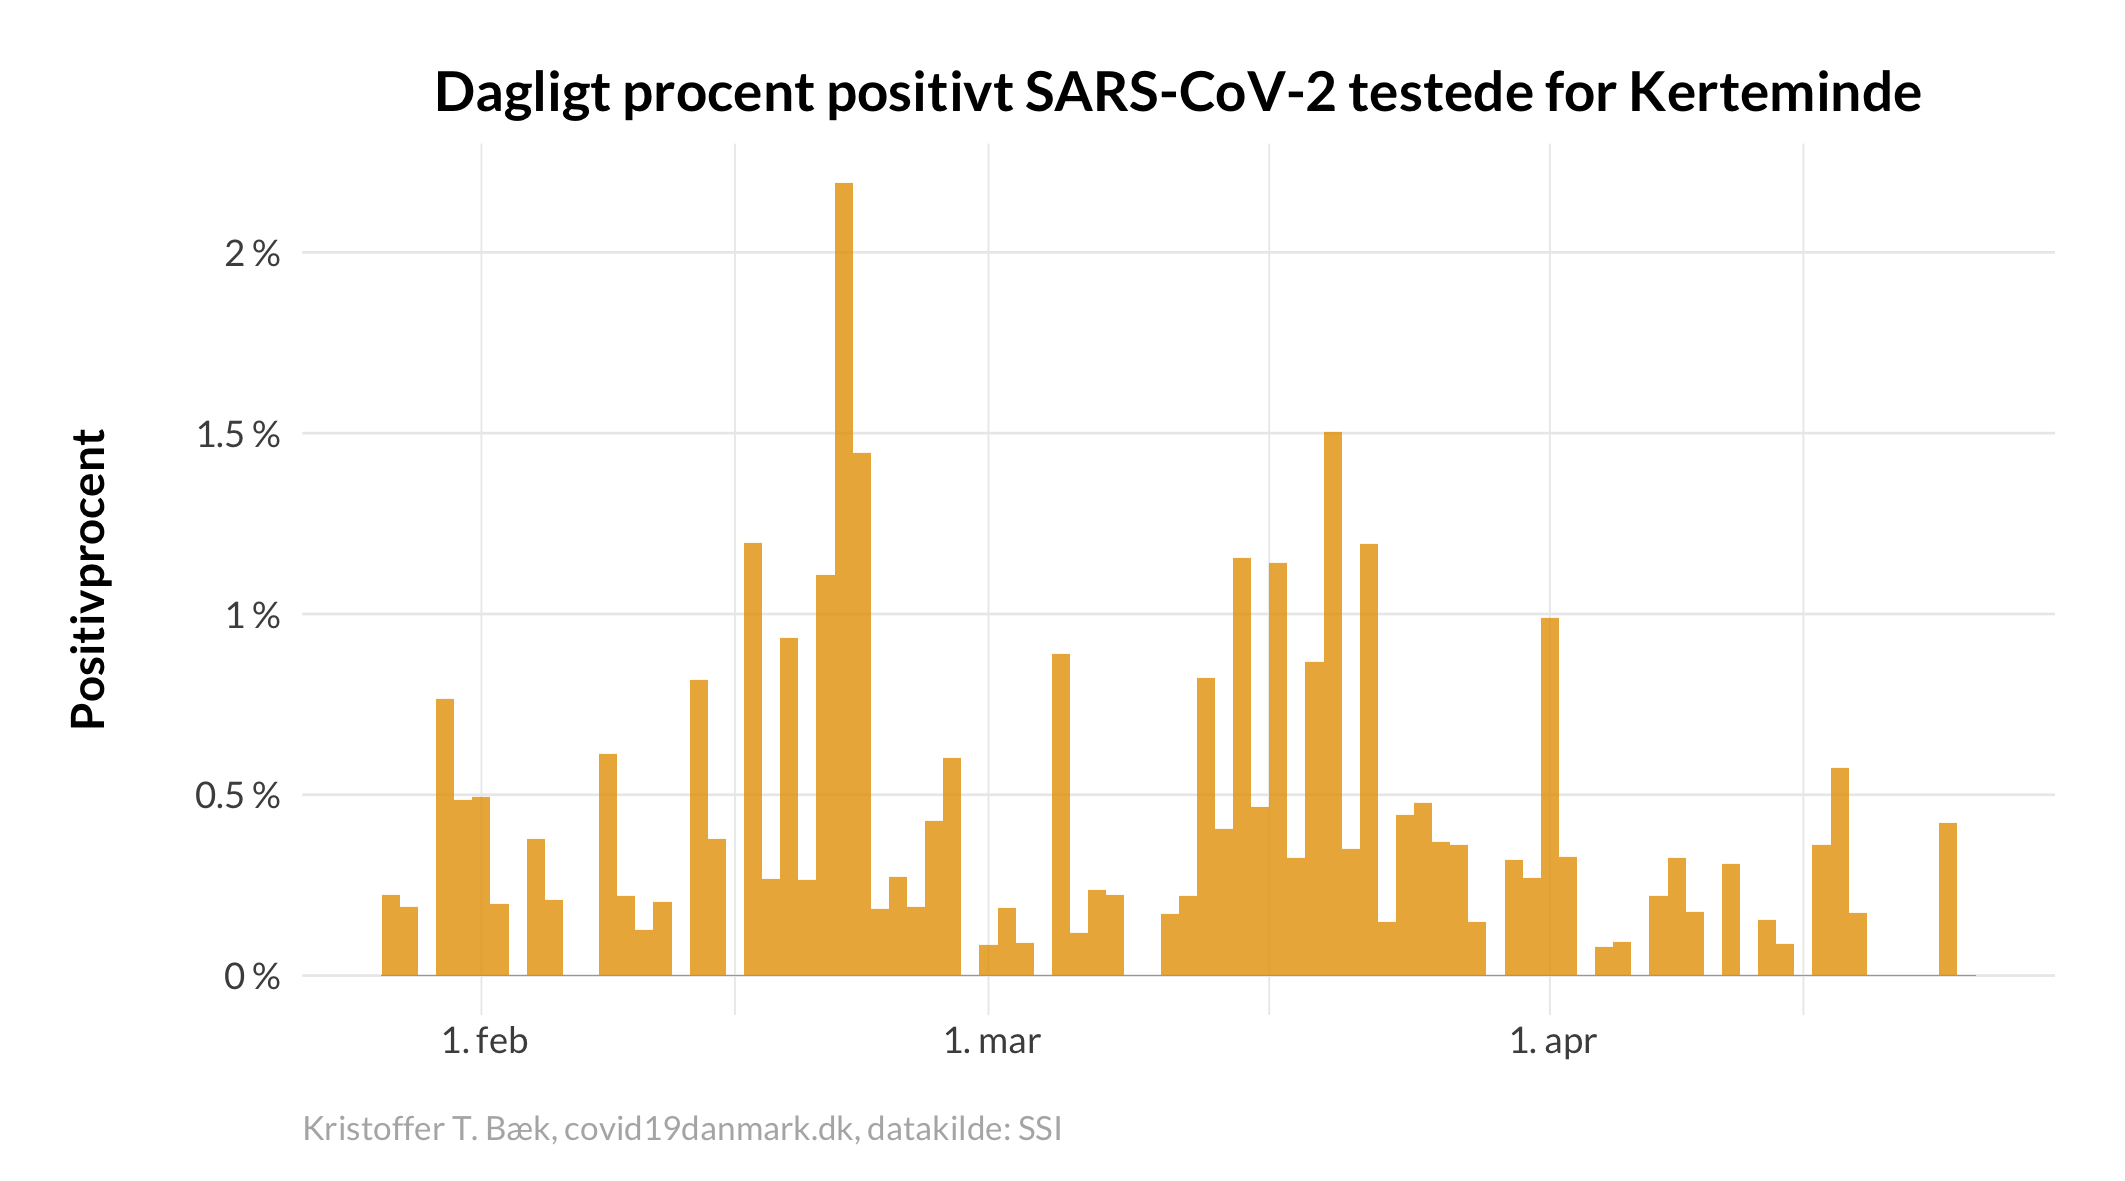 Dagligt procent positivt SARS-CoV-2 testede for Kerteminde
Positivprocent
2 %
1.5 %
1 %
0.5 %
0 %
1. feb
1. mar
1. apr
Kristoffer T. Bæk, covid19danmark.dk, datakilde: SSI